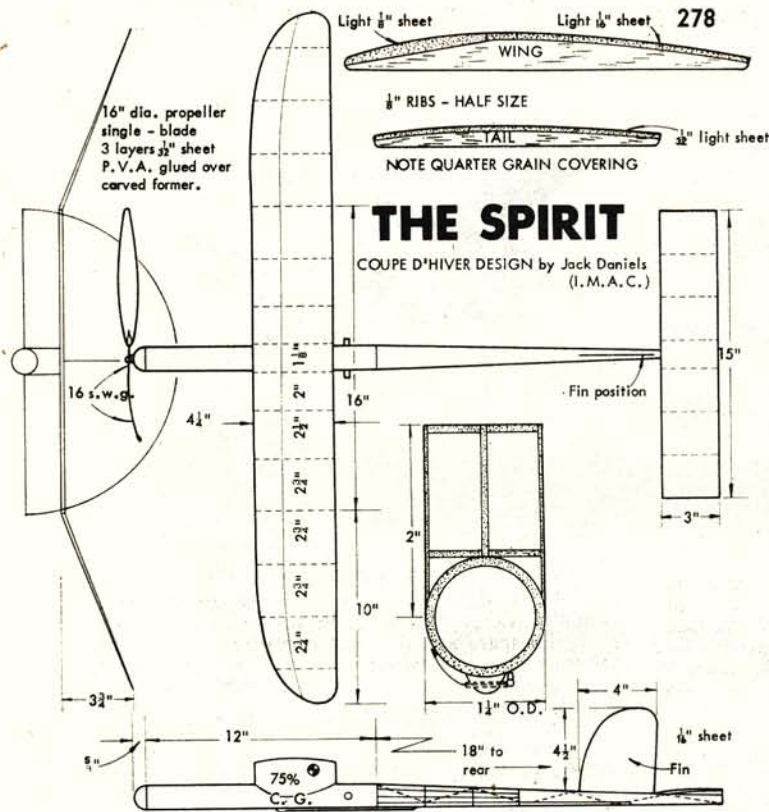 278
Light 1/8" sheet
Light 1/16" sheet
WING
1/8" RIBS - HALF SIZE
TAIL
1/32" light sheet
NOTE QUARTER GRAIN COVERING
16" dia. propeller
single - blade
3 layers 1/32" sheet
P.V.A. glued over
carved former.
THE SPIRIT
COUPE D'HIVER DESIGN by Jack Daniels
(I.M.A.C.)
16 s.w.g.
4 1/4"
1 1/8"
2"
2 1/2"
2 3/4"
2 3/4"
2 3/4"
2 1/4"
16"
10"
Fin position
15"
3"
2"
1 1/4" O.D.
3 3/4"
12"
18" to
rear
4"
4 1/2"
1/16" sheet
Fin
75%
C. G.